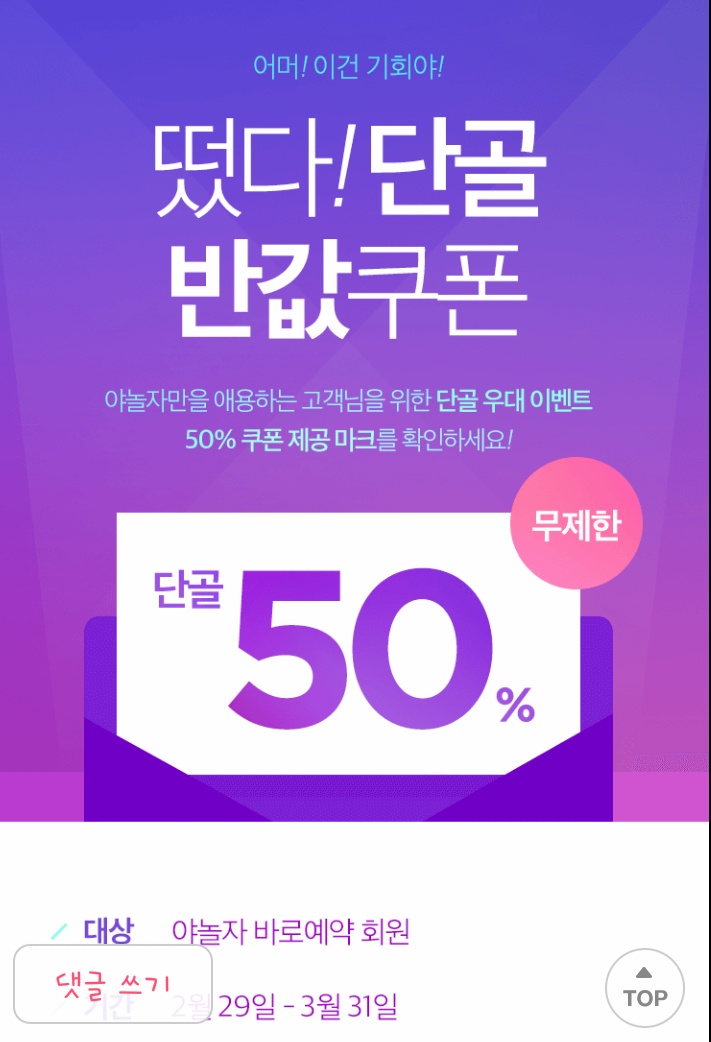 어머! 이건 기회야!
떴다! 단골
반값쿠폰
야놀자만을 애용하는 고객님을 위한 단골 우대 이벤트
50% 쿠폰 제공 마크를 확인하세요!
무제한
단골 50%
대상 야놀자 바로예약 회원
댓글 쓰기
기간 2월 29일 - 3월 31일
TOP